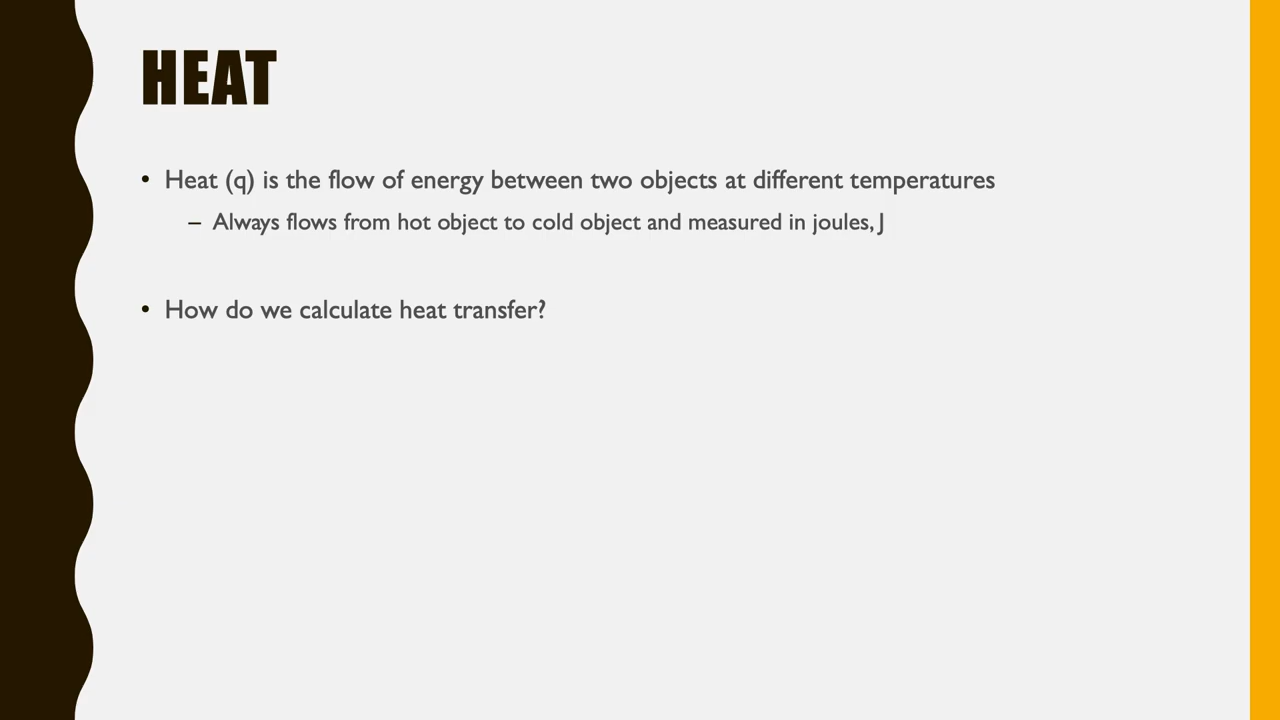 HEAT
• Heat (q) is the flow of energy between two objects at different temperatures
– Always flows from hot object to cold object and measured in joules, J
• How do we calculate heat transfer?